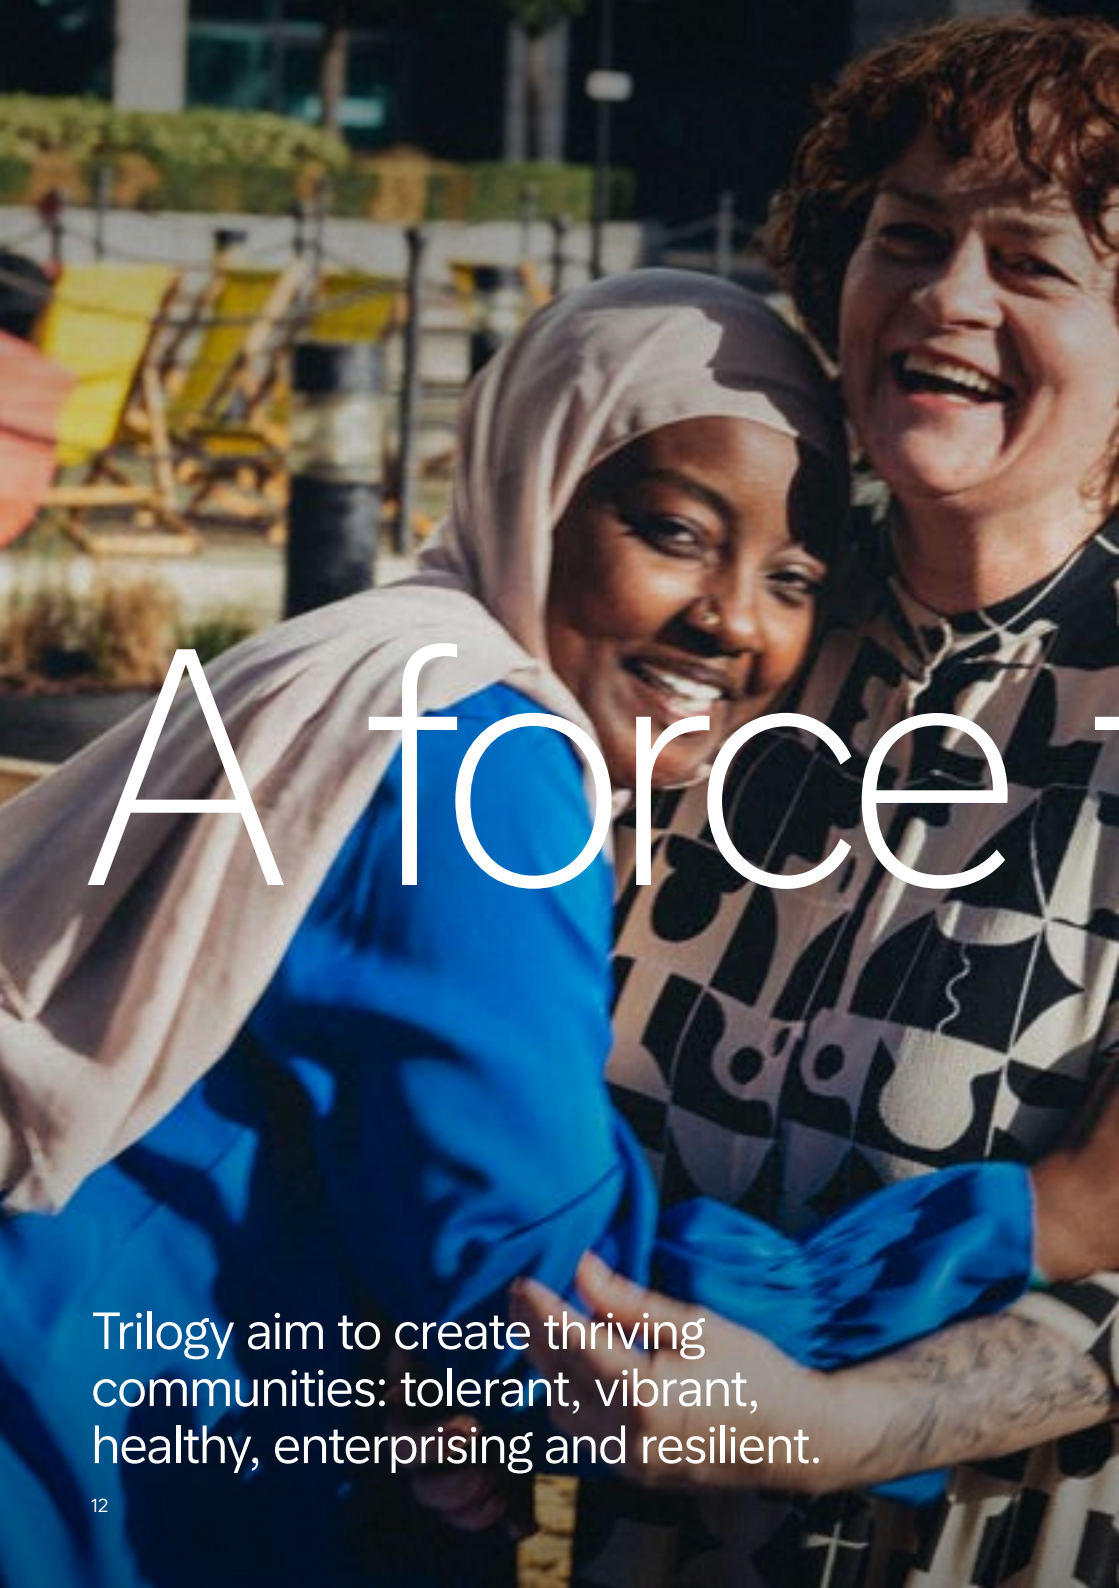 A force
Trilogy aim to create thriving
communities: tolerant, vibrant,
healthy, enterprising and resilient.
12